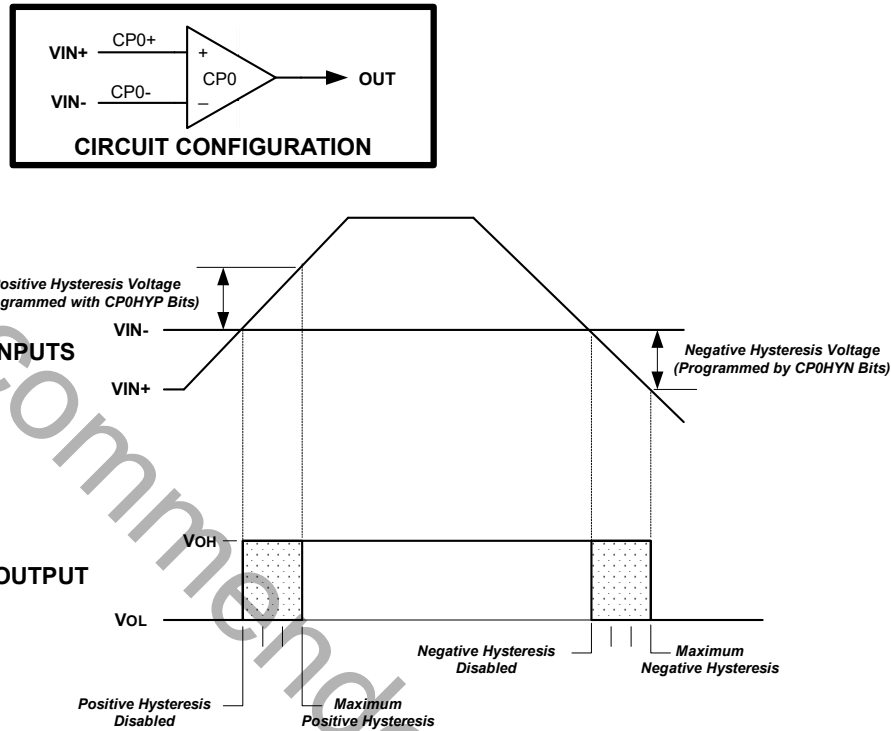 VIN+
CP0+
+
CP0
OUT
VIN-
CP0-
–
CIRCUIT CONFIGURATION
ositive Hysteresis Voltage
grammed with CP0HYP Bits)
VIN-
NPUTS
VIN+
Negative Hysteresis Voltage
(Programmed by CP0HYN Bits)
commend
VOH
OUTPUT
VOL
Negative Hysteresis
Disabled
Maximum
Negative Hysteresis
Positive Hysteresis
Disabled
Maximum
Positive Hysteresis